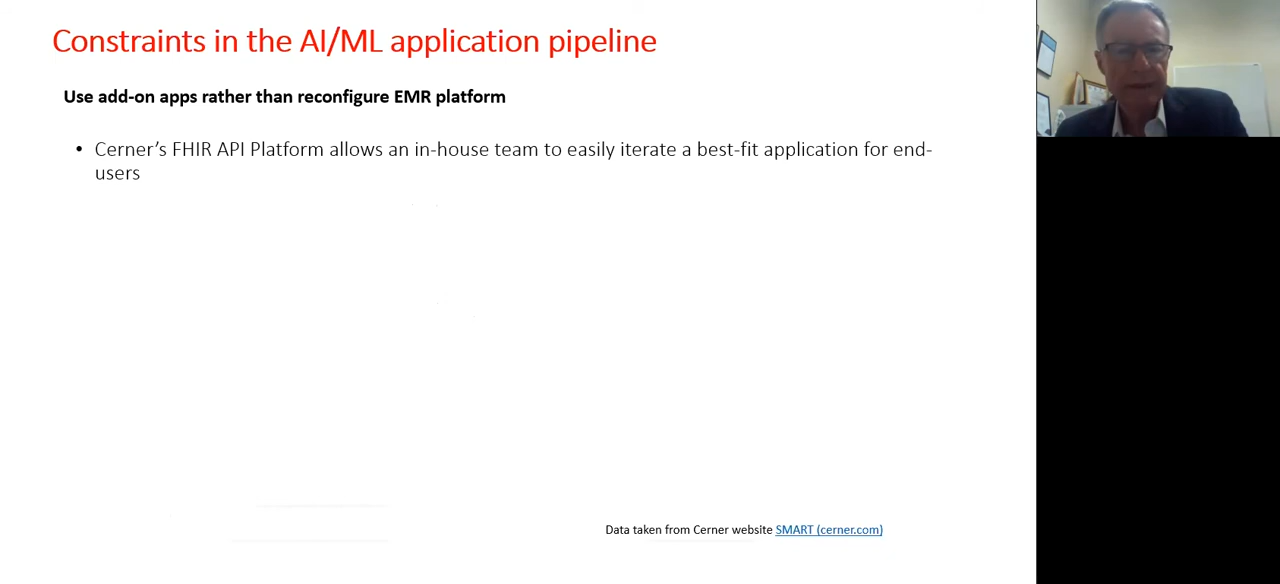 Constraints in the AI/ML application pipeline
Use add-on apps rather than reconfigure EMR platform
• Cerner’s FHIR API Platform allows an in-house team to easily iterate a best-fit application for end-
users
Data taken from Cerner website SMART (cerner.com)